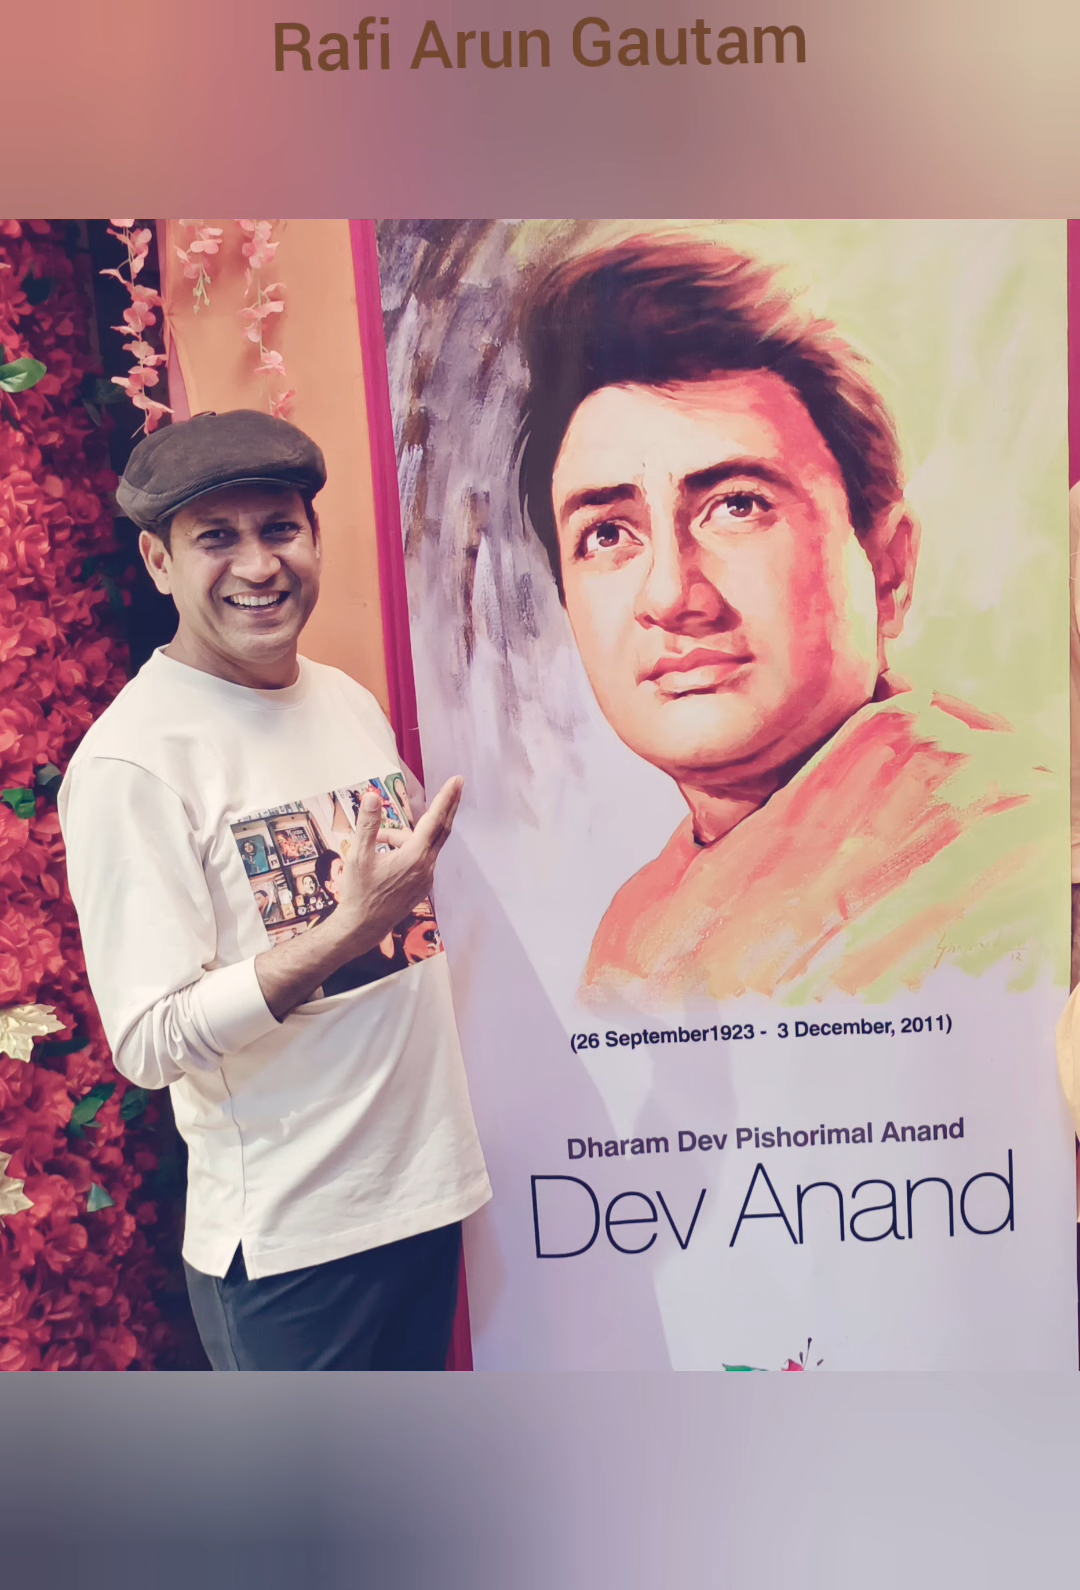 Rafi Arun Gautam
(26 September1923 - 3 December, 2011)
Dharam Dev Pishorimal Anand
Dev Anand